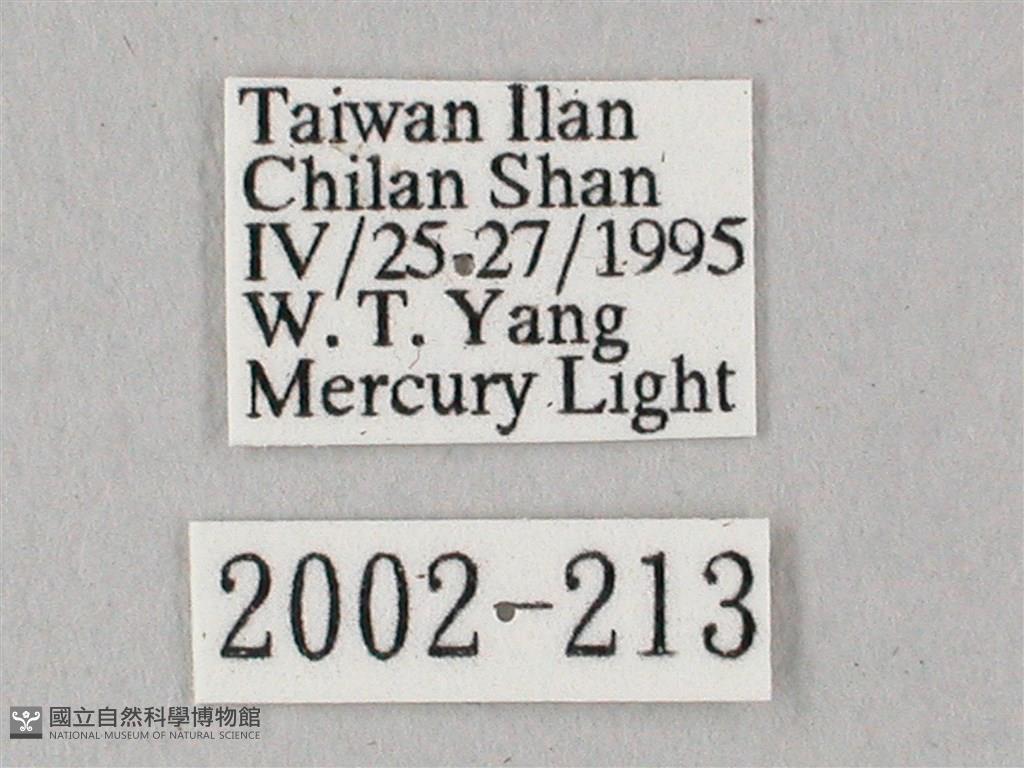 Taiwan Ilan
Chilan Shan
IV/25-27/1995
W. T. Yang
Mercury Light
2002-213
國立自然科學博物館
NATIONAL MUSEUM OF NATURAL SCIENCE